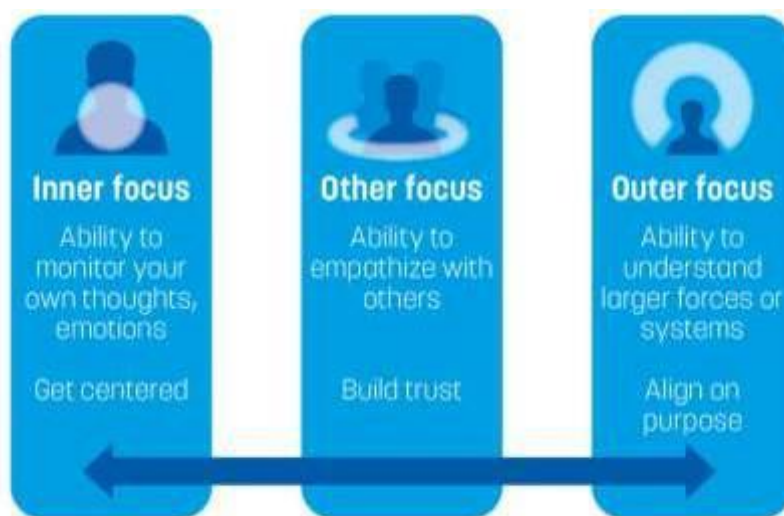 Inner focus
Ability to
monitor your
own thoughts,
emotions
Get centered
Other focus
Ability to
empathize with
others
Build trust
Outer focus
Ability to
understand
larger forces or
systems
Align on
purpose